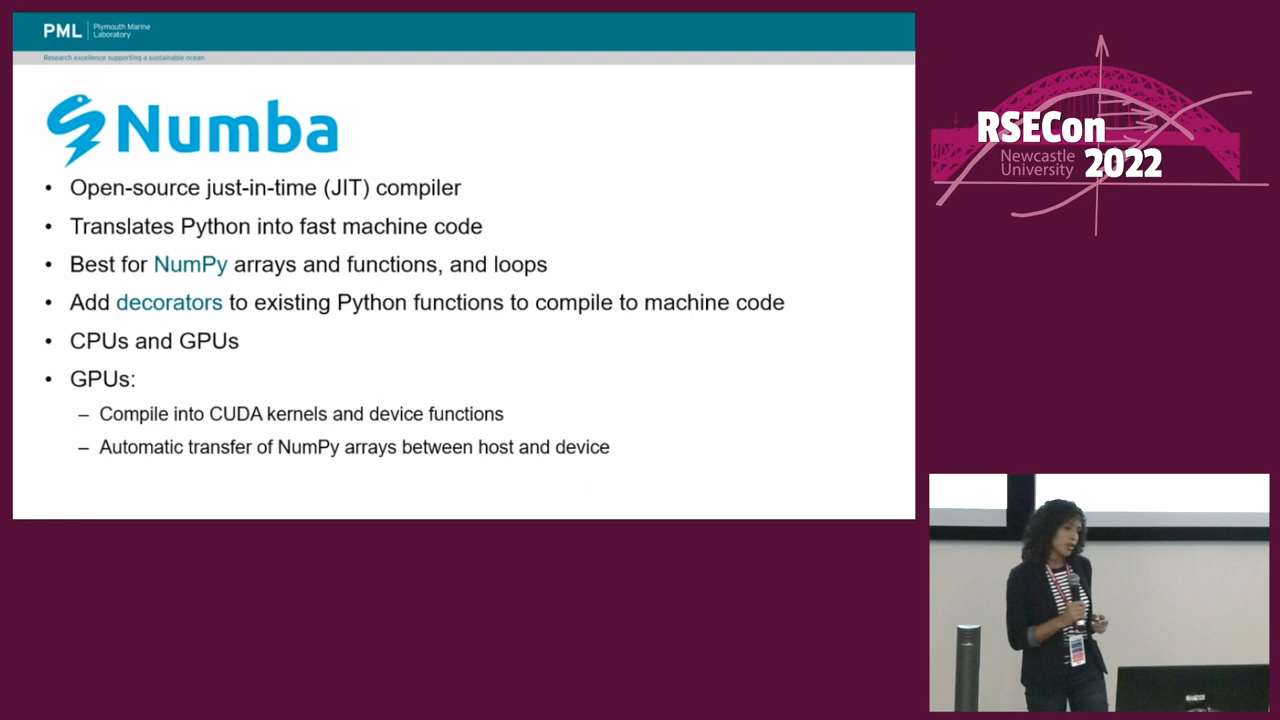 PML
Plymouth Marine
Laboratory
Research excellence supporting a sustainable ocean
Numba
• Open-source just-in-time (JIT) compiler
• Translates Python into fast machine code
• Best for NumPy arrays and functions, and loops
• Add decorators to existing Python functions to compile to machine code
• CPUs and GPUs
• GPUs:
– Compile into CUDA kernels and device functions
– Automatic transfer of NumPy arrays between host and device
RSECon
2022
Newcastle
University